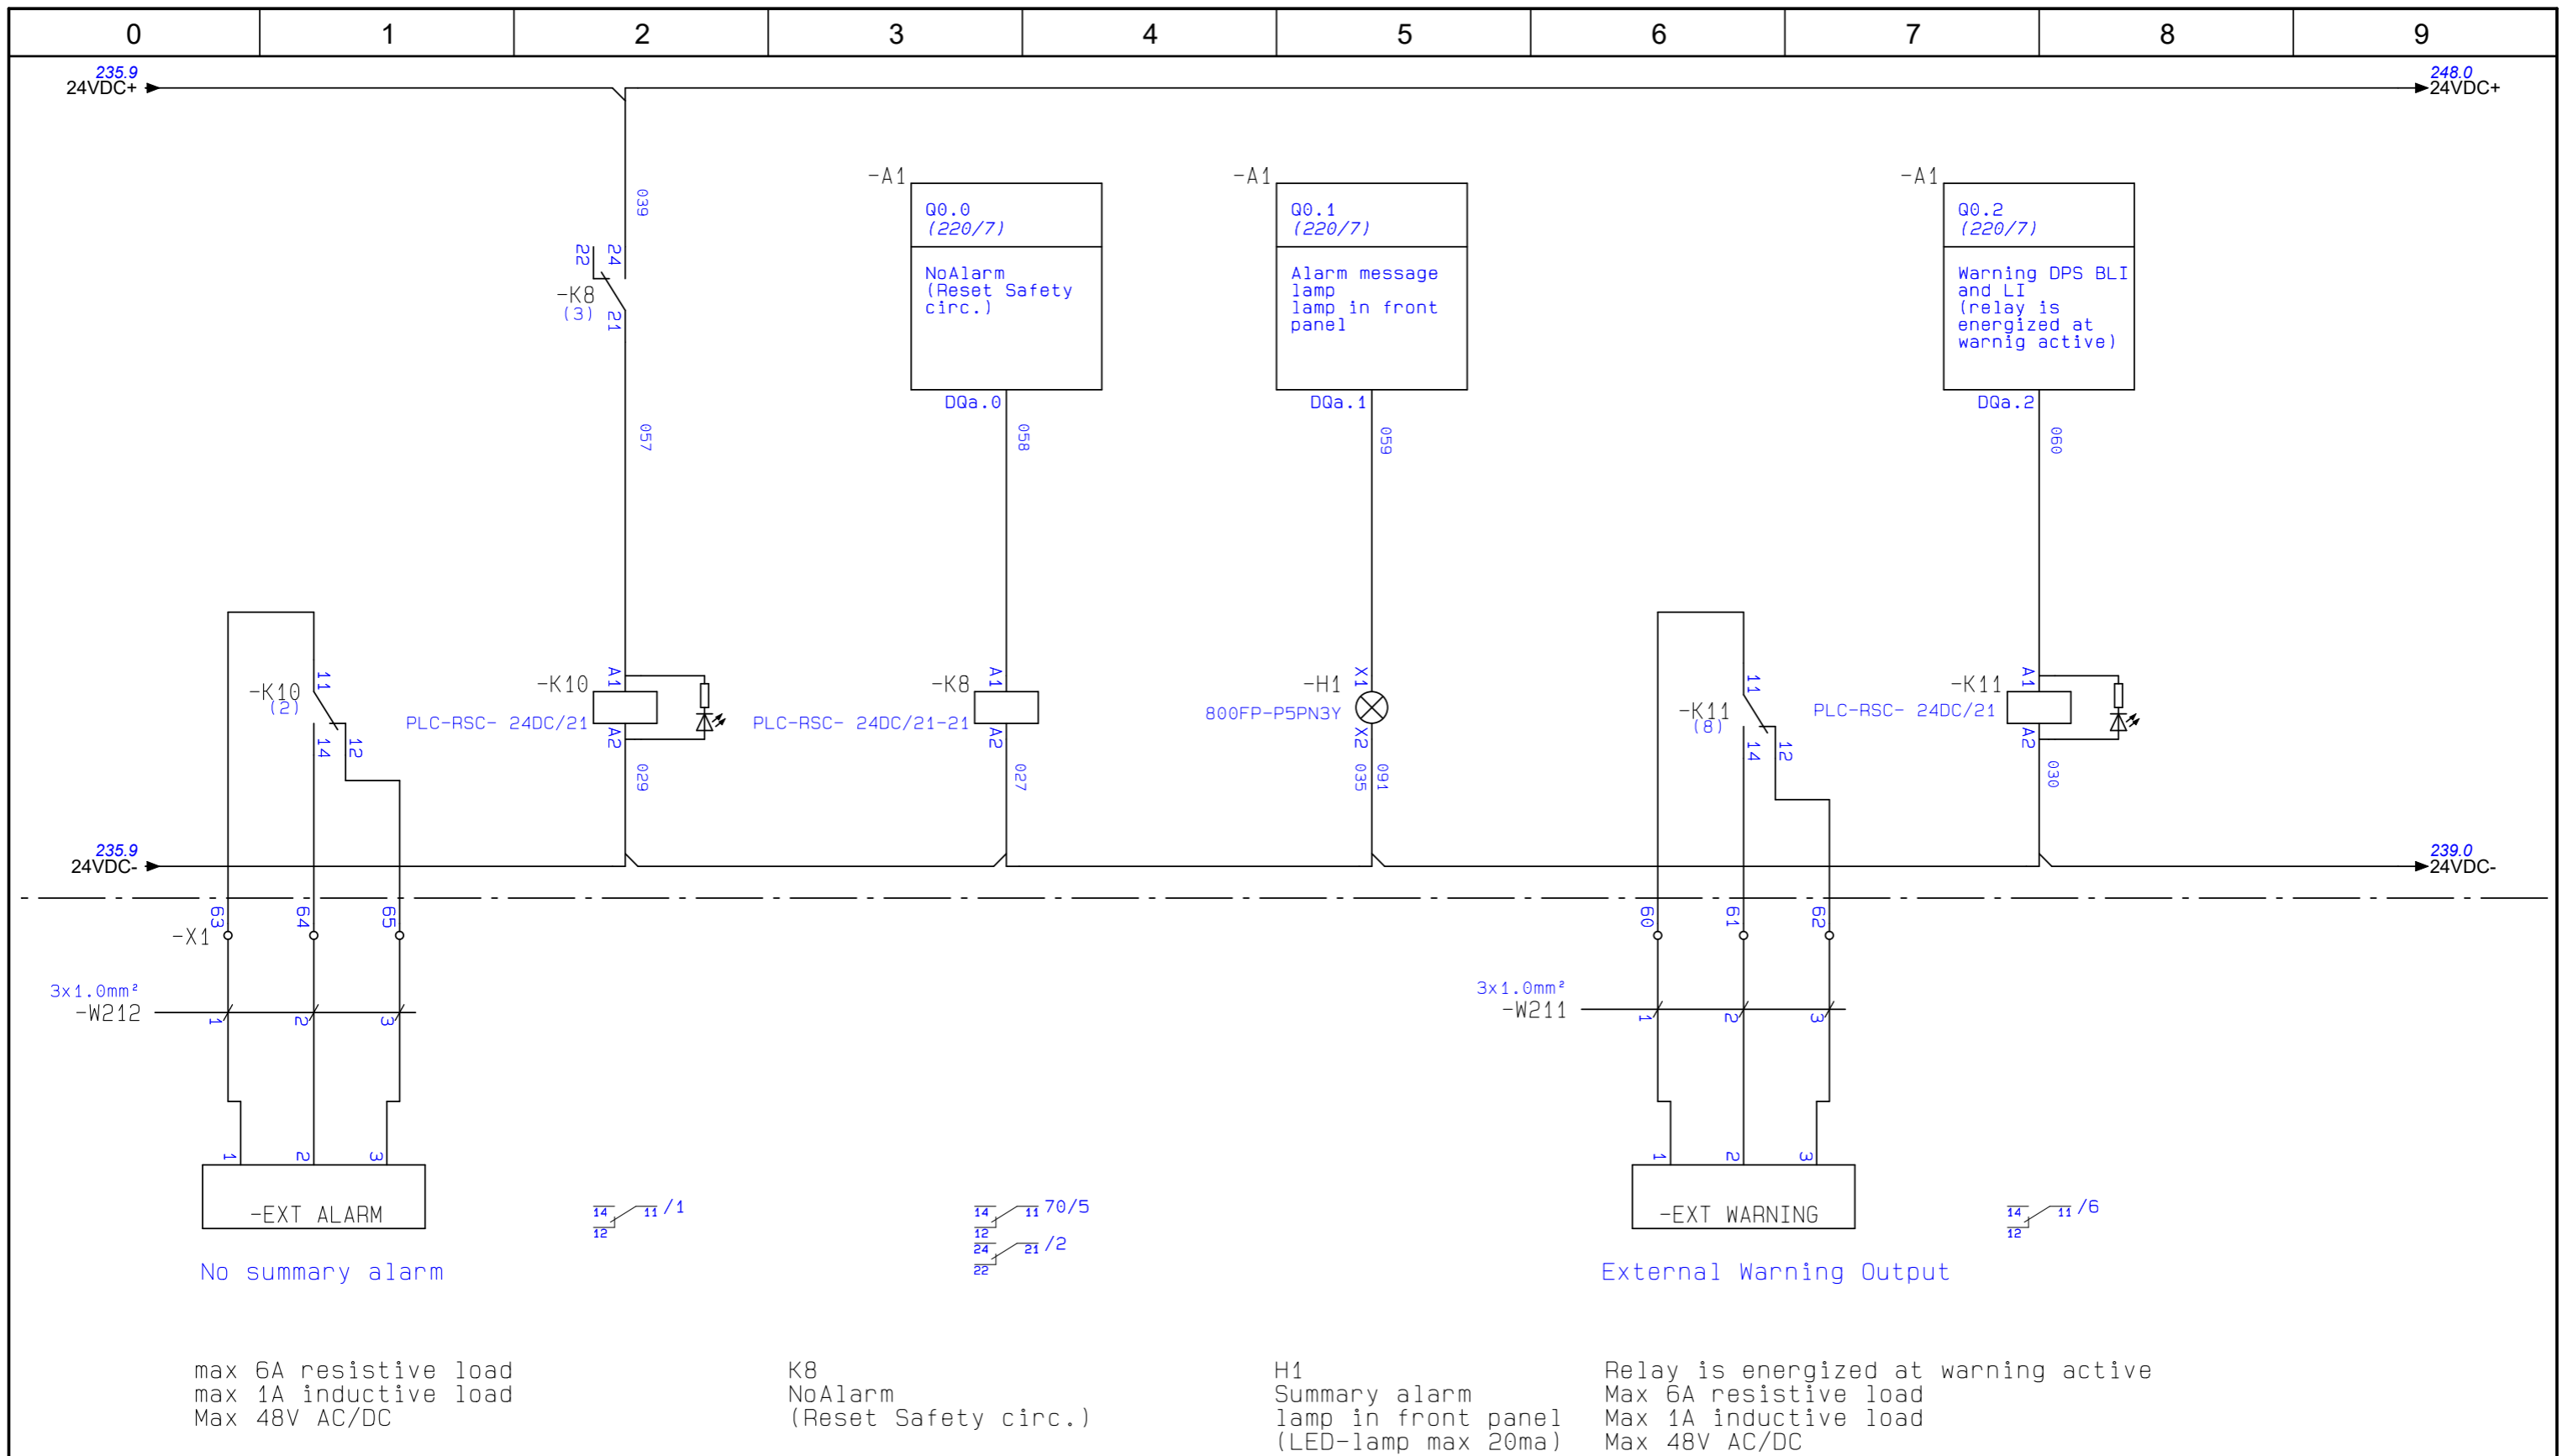 0 1 2 3 4 5 6 7 8 9
235.9
24VDC+
248.0
24VDC+
039
22 24
-K8
(3)
21
057
-A1
Q0.0
(220/7)
NoAlarm
(Reset Safety
circ.)
DQa.0
058
-A1
Q0.1
(220/7)
Alarm message
lamp
lamp in front
panel
DQa.1
059
-A1
Q0.2
(220/7)
Warning DPS BLI
and LI
(relay is
energized at
warnig active)
DQa.2
060
-K10
(2)
11
14
12
-K10
PLC-RSC- 24DC/21
A1
A2
029
-K8
PLC-RSC- 24DC/21-21
A1
A2
027
-H1
800FP-P5PN3Y
X1
X2
035
091
-K11
(8)
11
14
12
-K11
PLC-RSC- 24DC/21
A1
A2
030
235.9
24VDC-
239.0
24VDC-
-X1
63 64 65
60 61 62
3x1.0mm²
-W212
1 2 3
3x1.0mm²
-W211
1 2 3
1 2 3
-EXT ALARM
No summary alarm
14 11 /1
12
14 11 70/5
12
24 21 /2
22
1 2 3
-EXT WARNING
External Warning Output
14 11 /6
12
max 6A resistive load
max 1A inductive load
Max 48V AC/DC
K8
NoAlarm
(Reset Safety circ.)
H1
Summary alarm
lamp in front panel
(LED-lamp max 20ma)
Relay is energized at warning active
Max 6A resistive load
Max 1A inductive load
Max 48V AC/DC